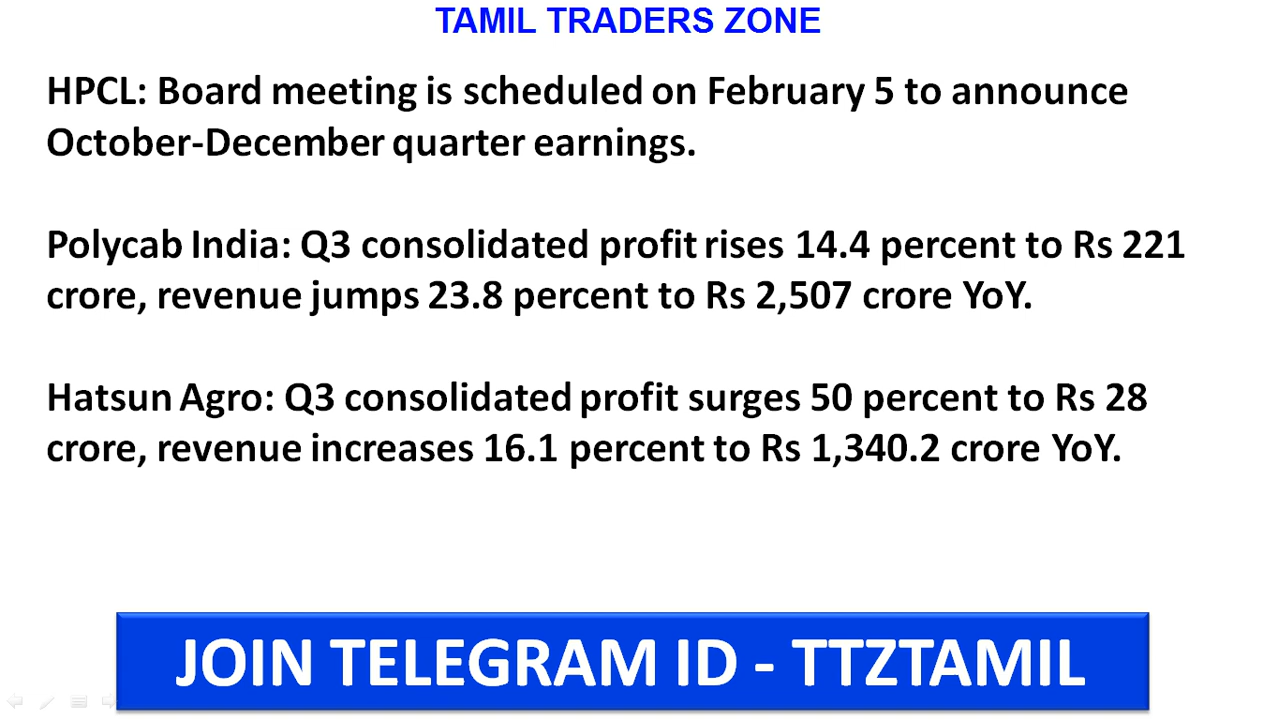 TAMIL TRADERS ZONE
HPCL: Board meeting is scheduled on February 5 to announce
October-December quarter earnings.
Polycab India: Q3 consolidated profit rises 14.4 percent to Rs 221
crore, revenue jumps 23.8 percent to Rs 2,507 crore YoY.
Hatsun Agro: Q3 consolidated profit surges 50 percent to Rs 28
crore, revenue increases 16.1 percent to Rs 1,340.2 crore YoY.
JOIN TELEGRAM ID - TTZTAMIL